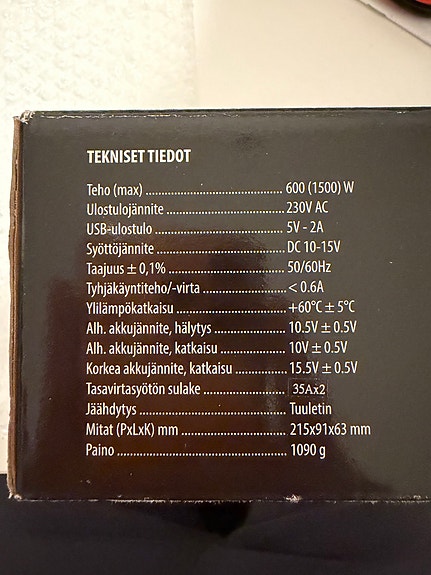 TEKNISET TIEDOT
Teho (max) ................................... 600 (1500) W
Ulostulojännite ............................... 230V AC
USB-ulostulo ................................... 5V - 2A
Syöttöjännite .................................. DC 10-15V
Taajuus ± 0,1% ............................... 50/60Hz
Tyhjäkäyntiteho/-virta ..................... < 0.6A
Ylilämpökatkaisu ............................ +60°C ± 5°C
Alh. akkujännite, hälytys .................. 10.5V ± 0.5V
Alh. akkujännite, katkaisu ................ 10V ± 0.5V
Korkea akkujännite, katkaisu ............ 15.5V ± 0.5V
Tasavirtasyötön sulake .................... 35Ax2
Jäähdytys ...................................... Tuuletin
Mitat (PxLxK) mm ........................... 215x91x63 mm
Paino ............................................ 1090 g